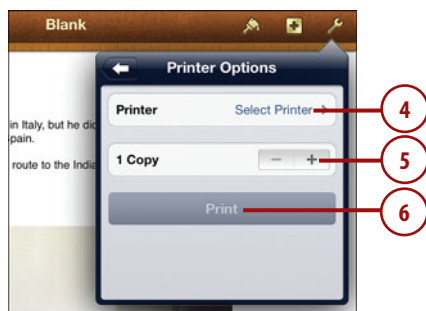 Blank
Printer Options
Printer Select Printer > 4
in Italy, but he did
pain.
1 Copy − + 5
route to the India
Print 6